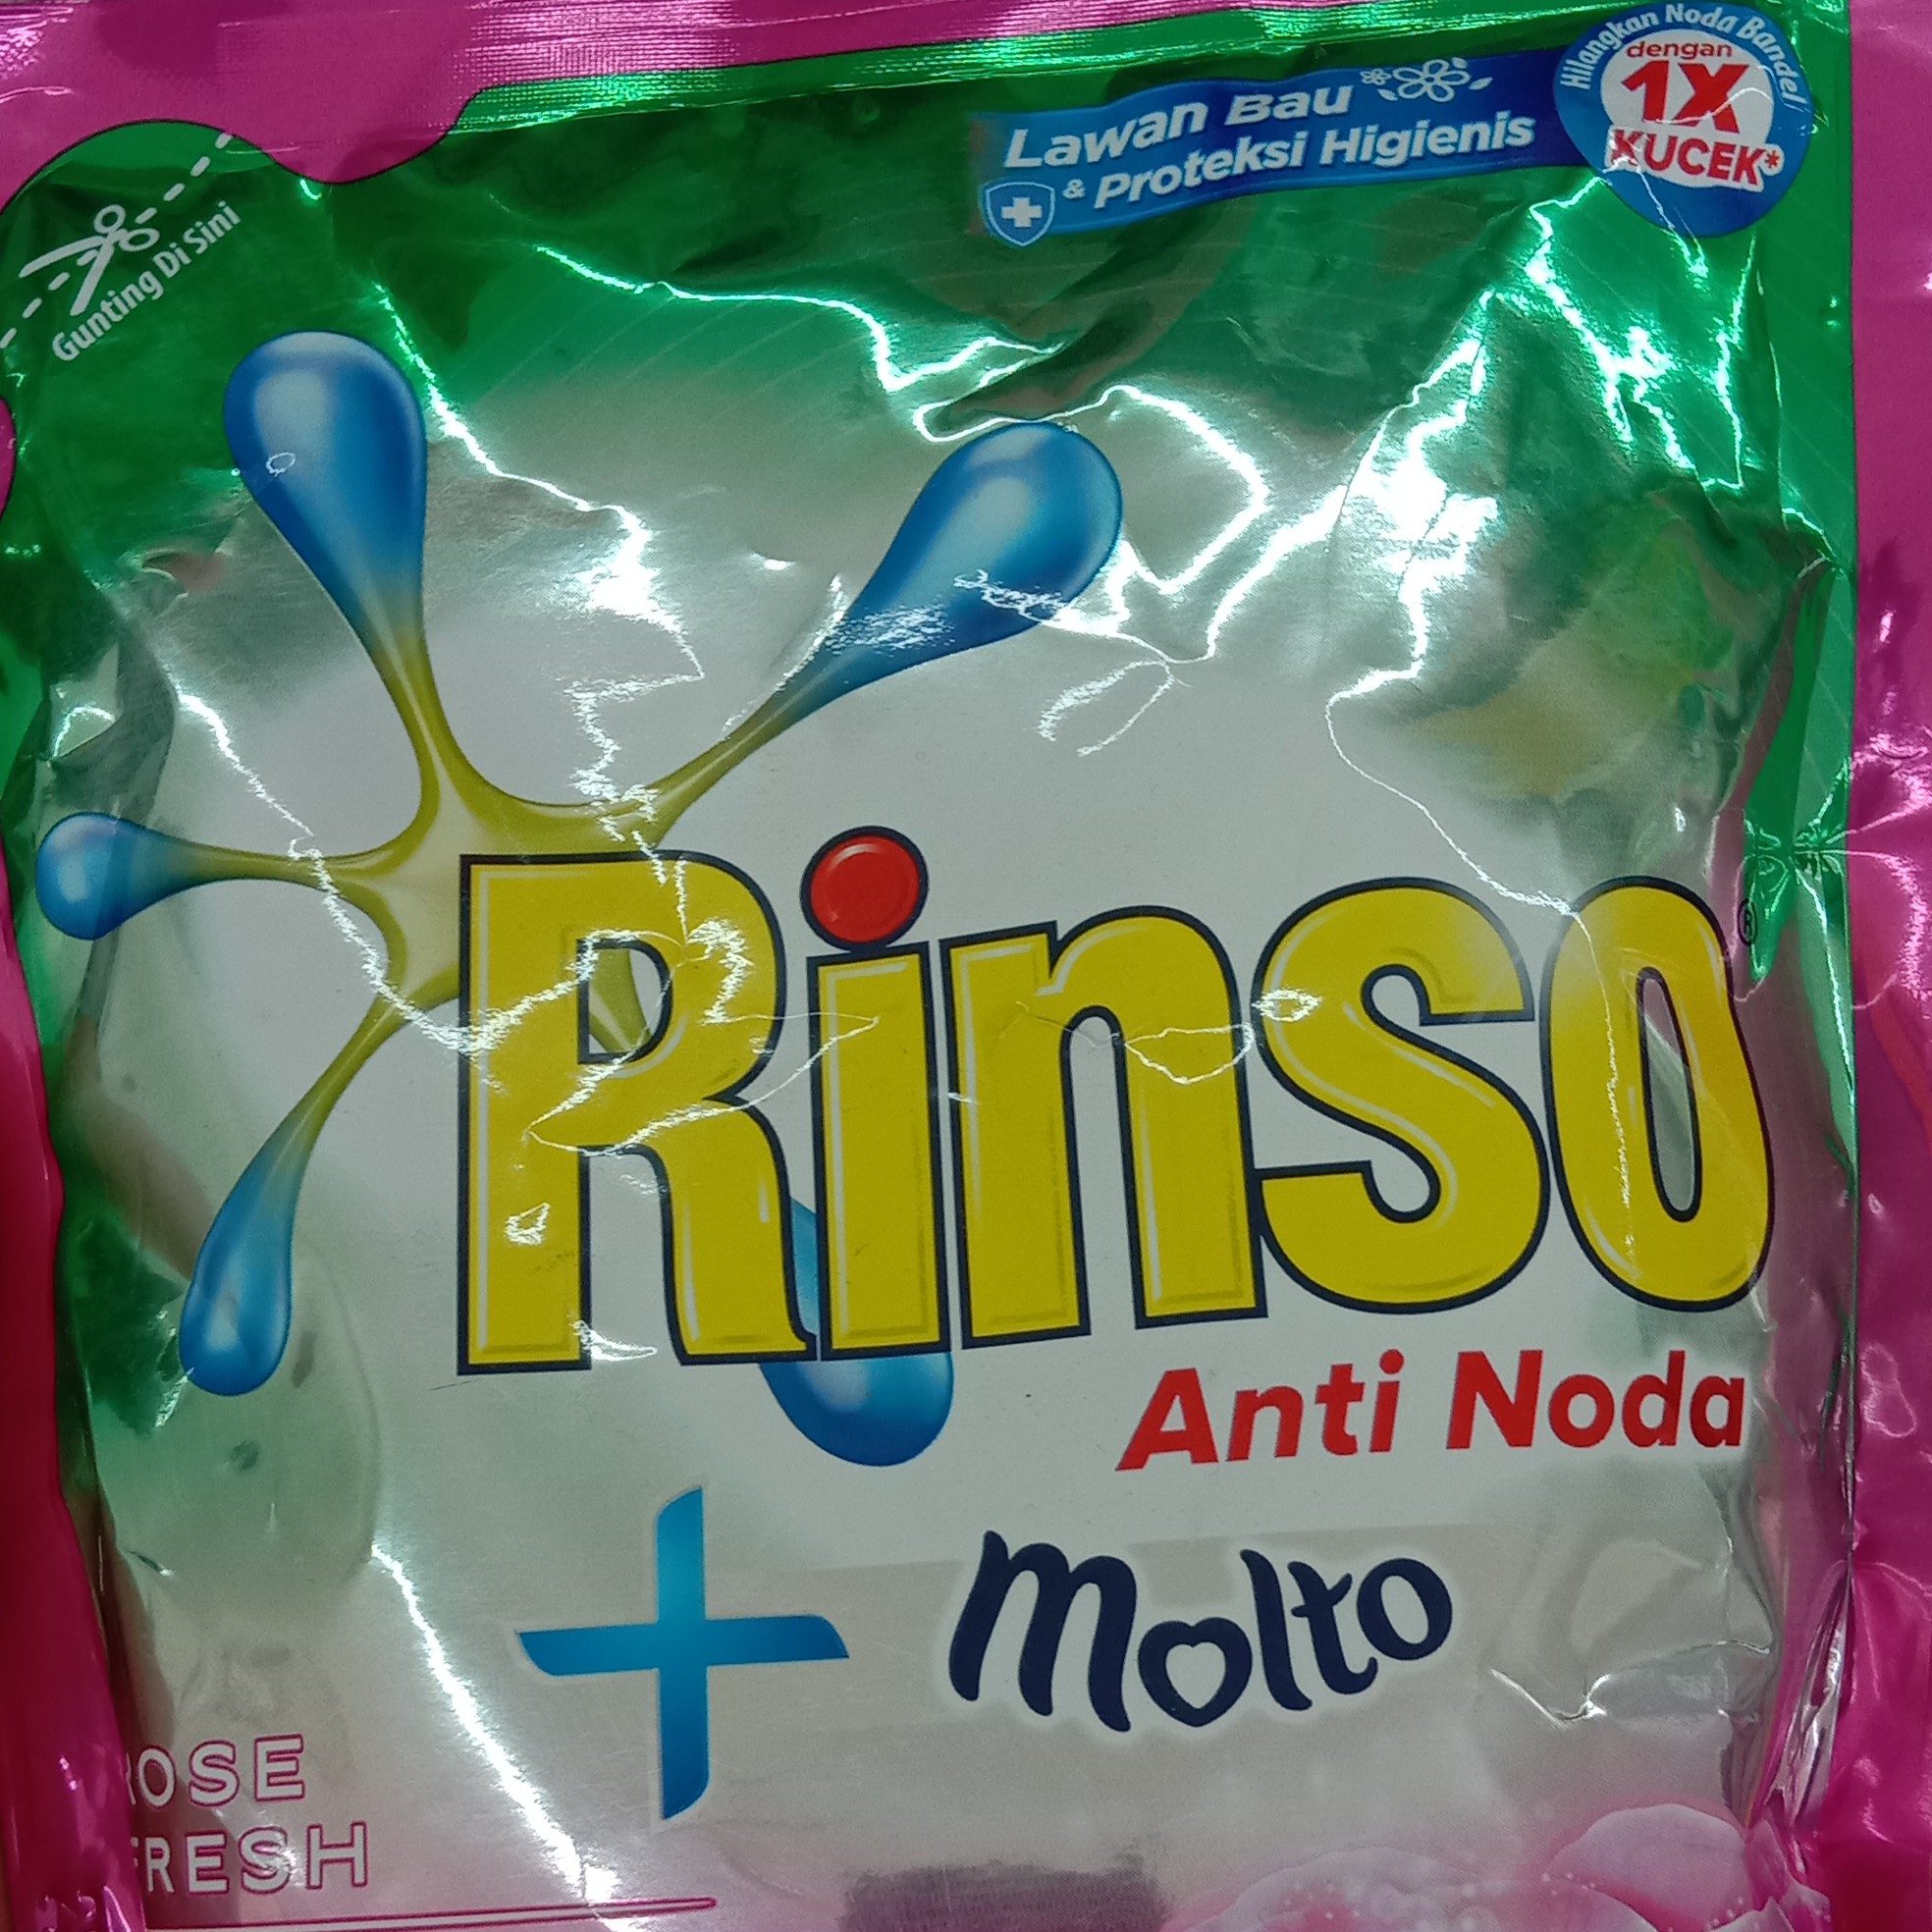 Hilangkan Noda Bandel
dengan
1X
KUCEK*
Lawan Bau
& Proteksi Higienis
Gunting Di Sini
Rinso®
Anti Noda
+ Molto
ROSE
FRESH